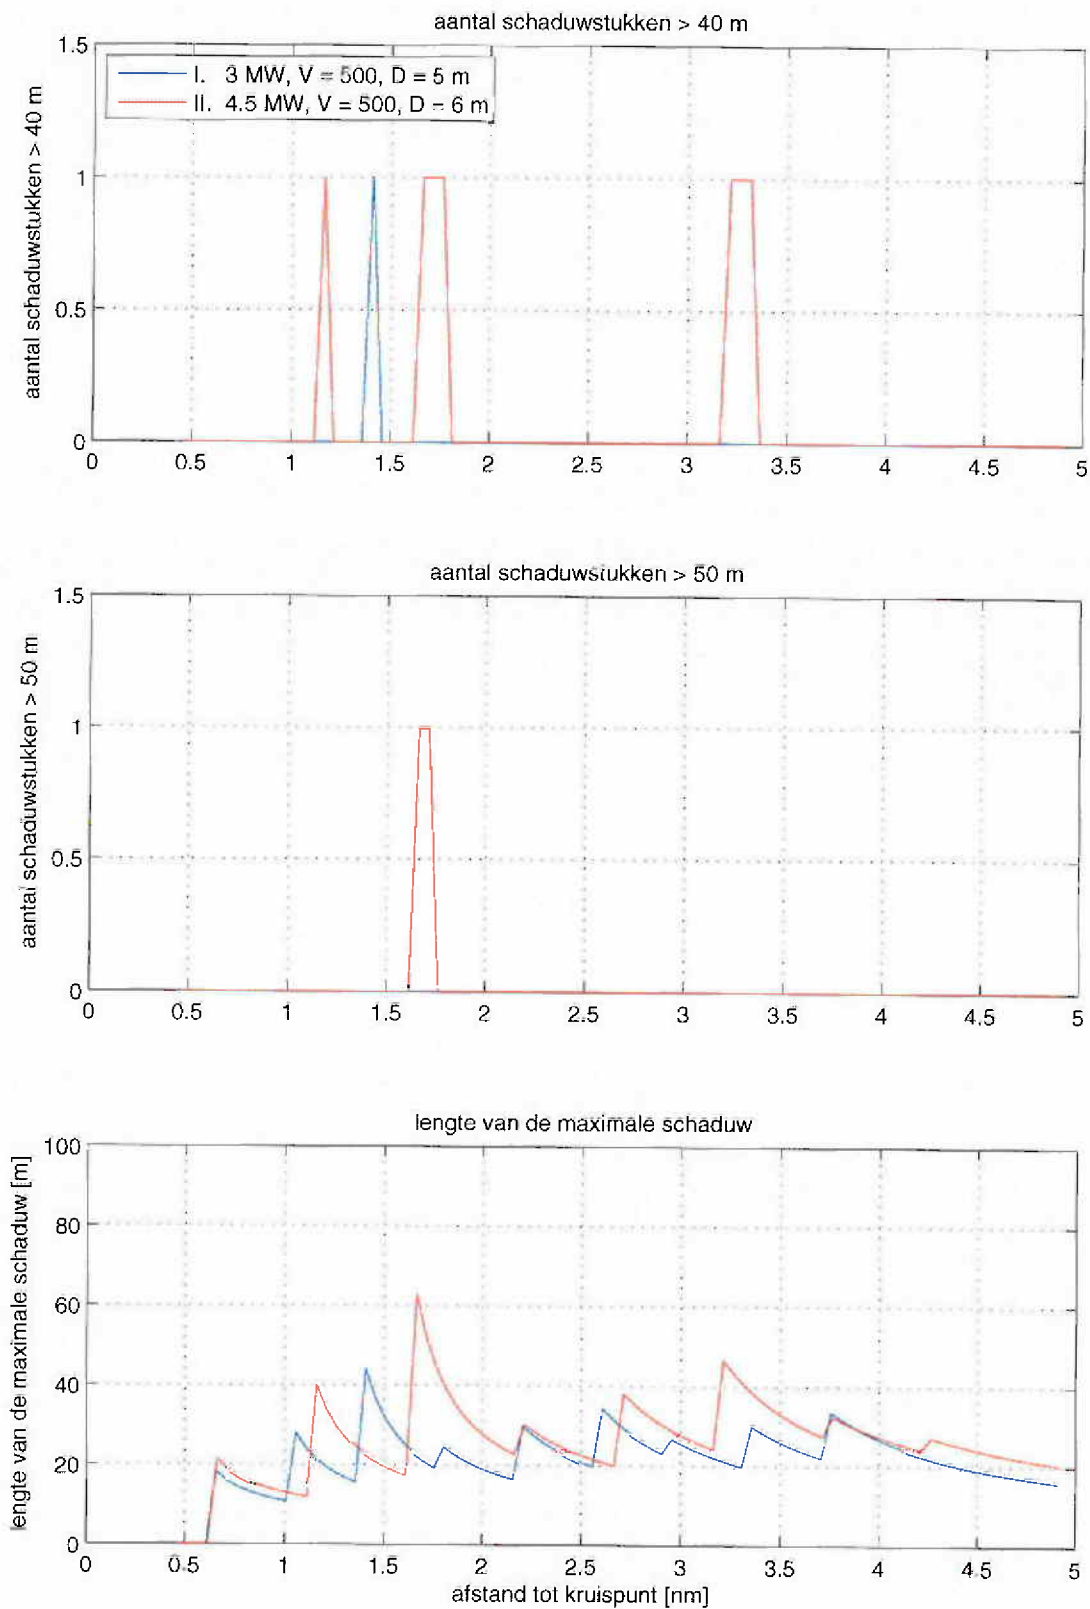 aantal schaduwstukken > 40 m
1.5
I. 3 MW, V = 500, D = 5 m
II. 4.5 MW, V = 500, D = 6 m
1
0.5
0
aantal schaduwstukken > 40 m
0 0.5 1 1.5 2 2.5 3 3.5 4 4.5 5
aantal schaduwstukken > 50 m
1.5
1
0.5
0
aantal schaduwstukken > 50 m
0 0.5 1 1.5 2 2.5 3 3.5 4 4.5 5
lengte van de maximale schaduw
100
80
60
40
20
0
lengte van de maximale schaduw [m]
0 0.5 1 1.5 2 2.5 3 3.5 4 4.5 5
afstand tot kruispunt [nm]